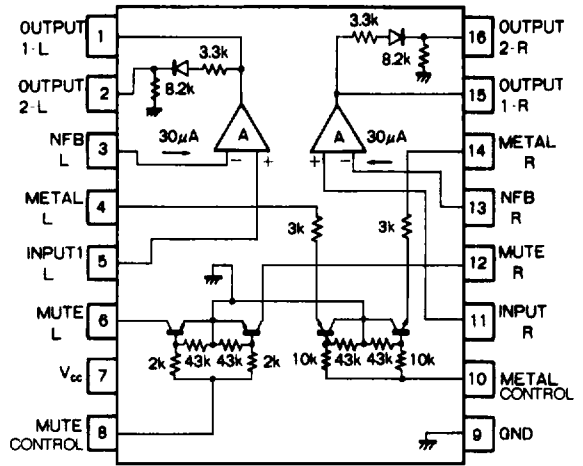 OUTPUT
1-L
1
OUTPUT
2-L
2
NFB
L
3
METAL
L
4
INPUT1
L
5
MUTE
L
6
Vcc
7
MUTE
CONTROL
8
3.3k
8.2k
30µA
A
−
+
3.3k
8.2k
A
30µA
+
−
3k
3k
2k
43k
43k
2k
10k
43k
43k
10k
16
OUTPUT
2-R
15
OUTPUT
1-R
14
METAL
R
13
NFB
R
12
MUTE
R
11
INPUT
R
10
METAL
CONTROL
9
GND